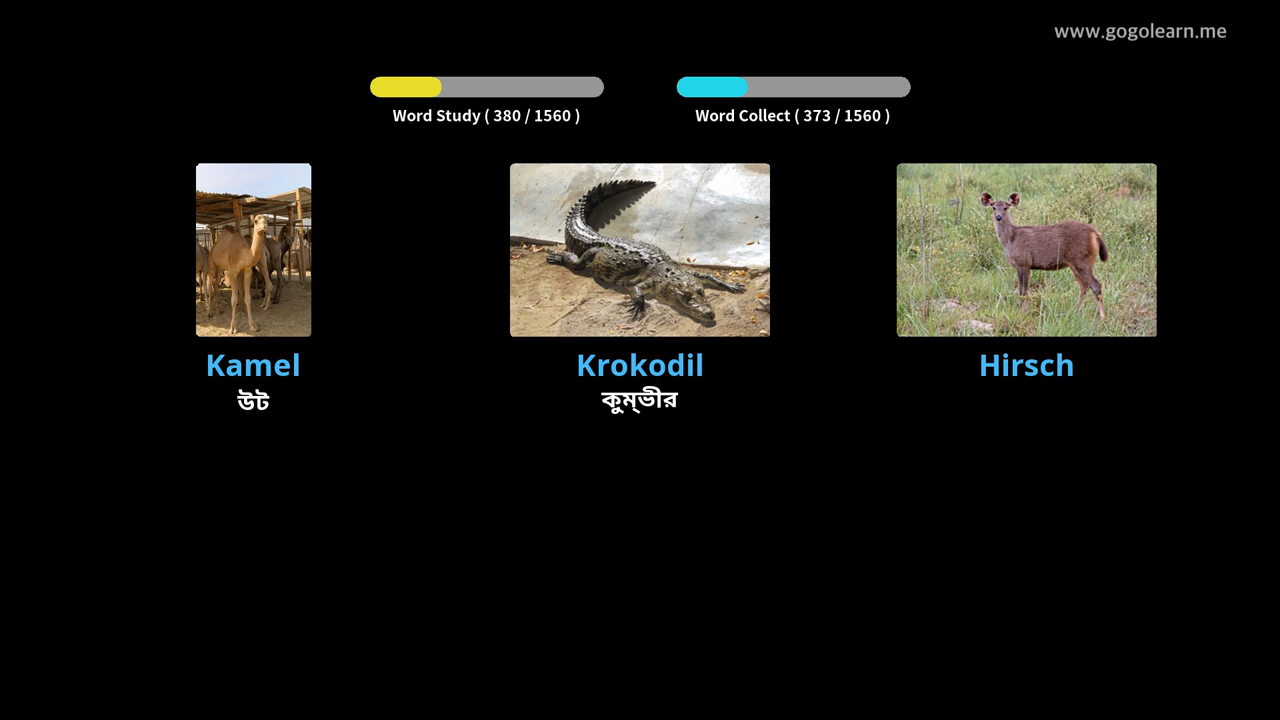 www.gogolearn.me
Word Study ( 380 / 1560 )
Word Collect ( 373 / 1560 )
Kamel
Krokodil
Hirsch
উট
কুম্ভীর